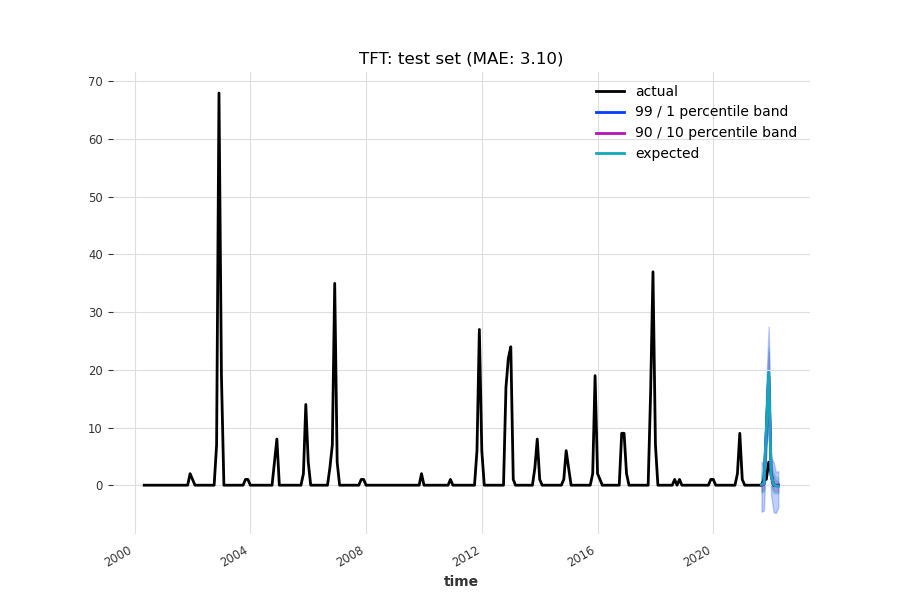 TFT: test set (MAE: 3.10)
actual
99 / 1 percentile band
90 / 10 percentile band
expected
70
60
50
40
30
20
10
0
2000
2004
2008
2012
2016
2020
time